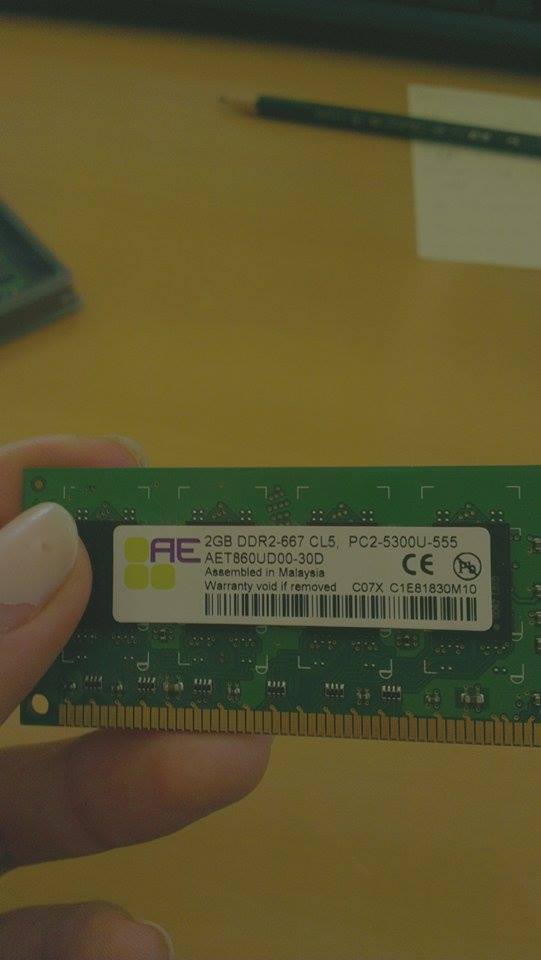 AE
2GB DDR2-667 CL5, PC2-5300U-555
AET860UD00-30D
Assembled in Malaysia
Warranty void if removed C07X C1E81830M10
CE
Pb